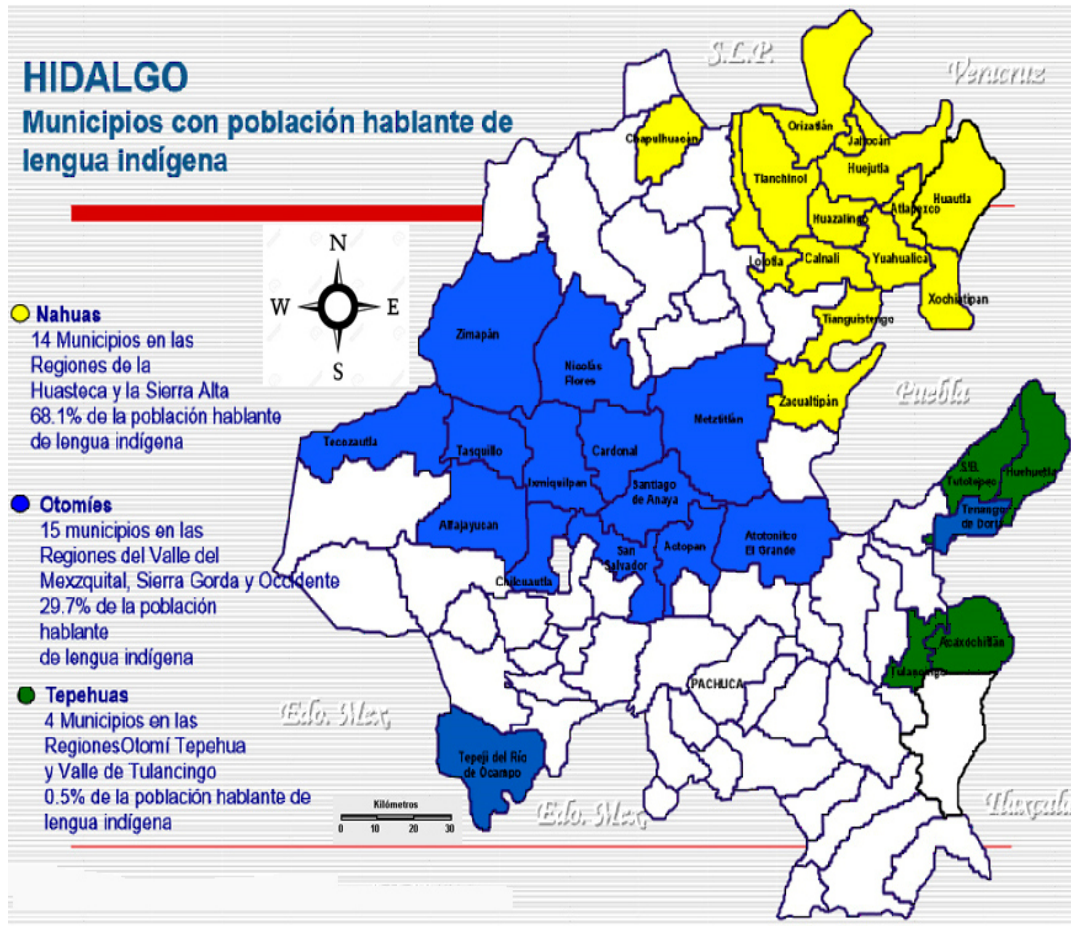 HIDALGO
Municipios con población hablante de
lengua indígena
S.L.P.
Veracruz
Chapulhuacán
Orizatlán
Jaltocán
Huejutla
Tlanchinol
Atlapexco
Huautla
Huazalingo
Lolotla
Calnali
Yuahualica
Xochiatipan
Tianguistengo
Zacualtipán
Puebla
N
W
E
S
Nahuas
14 Municipios en las
Regiones de la
Huasteca y la Sierra Alta
68.1% de la población hablante
de lengua indígena
Zimapán
Nicolás
Flores
Metztitlán
Tecozautla
Tasquillo
Cardonal
Ixmiquilpan
Santiago
de Anaya
Alfajayucan
San
Salvador
Actopan
Atotonilco
El Grande
Chilcuautla
S.B.
Tutotepec
Huehuetla
Tenango
de Doria
Otomíes
15 municipios en las
Regiones del Valle del
Mexzquital, Sierra Gorda y Occidente
29.7% de la población
hablante
de lengua indígena
Acaxochitlán
Tulancingo
PACHUCA
Tepehuas
4 Municipios en las
RegionesOtomí Tepehua
y Valle de Tulancingo
0.5% de la población hablante de
lengua indígena
Edo. Mex,
Tepeji del Río
de Ocampo
Kilómetros
0 10 20 30
Edo. Mex,
Tlaxcala